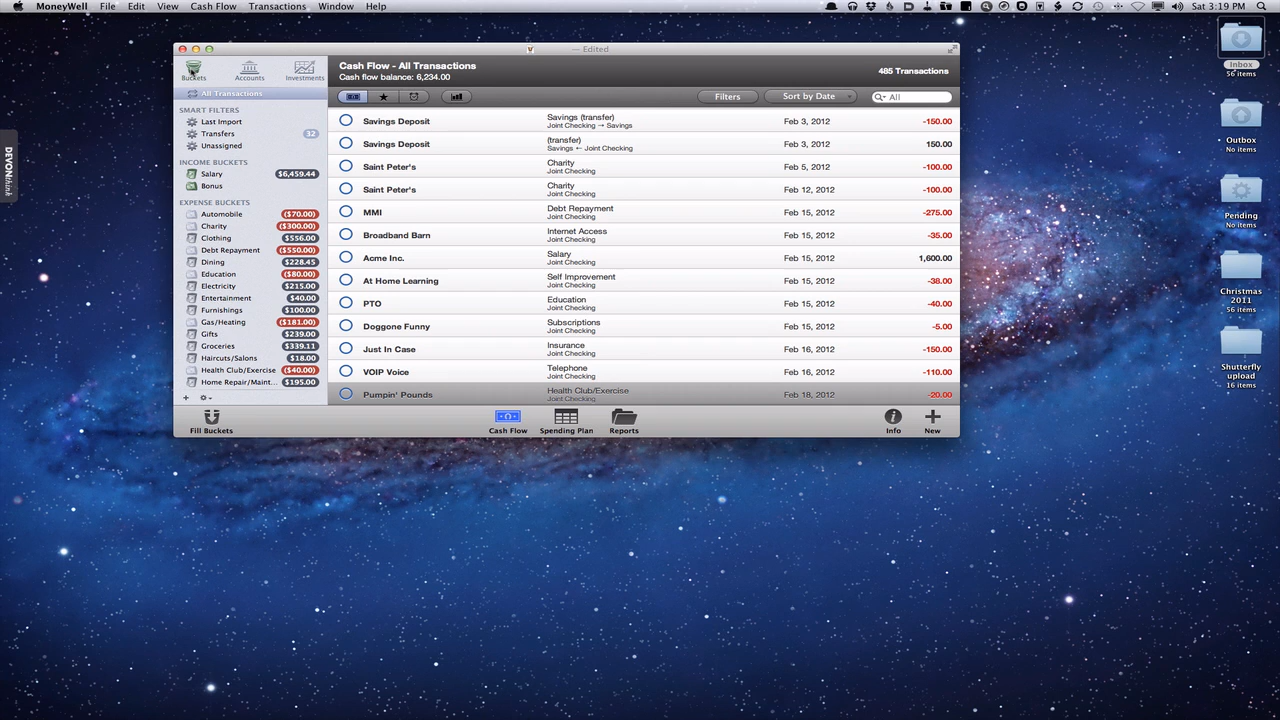 MoneyWell File Edit View Cash Flow Transactions Window Help Sat 3:19 PM
— Edited
Buckets Accounts Investments
Cash Flow - All Transactions
Cash flow balance: 6,234.00
485 Transactions
Filters Sort by Date All
All Transactions
SMART FILTERS
Last Import
Transfers 32
Unassigned
INCOME BUCKETS
Salary $6,459.44
Bonus
EXPENSE BUCKETS
Automobile ($70.00)
Charity ($300.00)
Clothing $556.00
Debt Repayment ($550.00)
Dining $228.45
Education ($80.00)
Electricity $215.00
Entertainment $40.00
Furnishings $100.00
Gas/Heating ($181.00)
Gifts $239.00
Groceries $339.11
Haircuts/Salons $18.00
Health Club/Exercise ($40.00)
Home Repair/Maint... $195.00
Savings Deposit Savings (transfer) Feb 3, 2012 -150.00
Joint Checking → Savings
Savings Deposit (transfer) Feb 3, 2012 150.00
Savings ← Joint Checking
Saint Peter's Charity Feb 5, 2012 -100.00
Joint Checking
Saint Peter's Charity Feb 12, 2012 -100.00
Joint Checking
MMI Debt Repayment Feb 15, 2012 -275.00
Joint Checking
Broadband Barn Internet Access Feb 15, 2012 -35.00
Joint Checking
Acme Inc. Salary Feb 15, 2012 1,600.00
Joint Checking
At Home Learning Self Improvement Feb 15, 2012 -38.00
Joint Checking
PTO Education Feb 15, 2012 -40.00
Joint Checking
Doggone Funny Subscriptions Feb 15, 2012 -5.00
Joint Checking
Just In Case Insurance Feb 16, 2012 -150.00
Joint Checking
VOIP Voice Telephone Feb 16, 2012 -110.00
Joint Checking
Pumpin' Pounds Health Club/Exercise Feb 18, 2012 -20.00
Joint Checking
Fill Buckets Cash Flow Spending Plan Reports Info New
DEVONthink
Inbox
56 items
Outbox
No items
Pending
No items
Christmas
2011
56 items
Shutterfly
upload
16 items